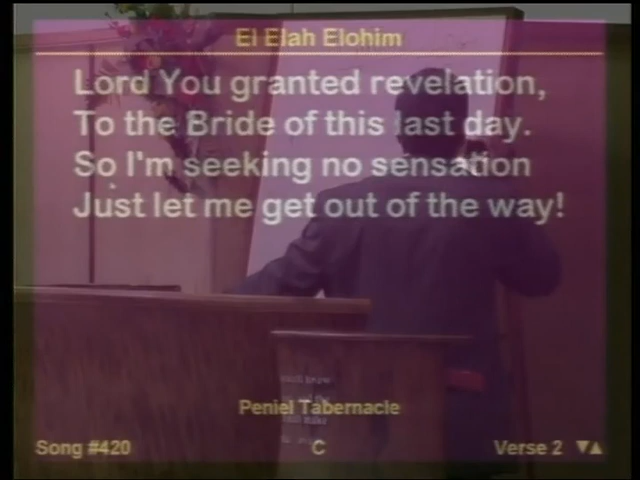 El Elah Elohim
Lord You granted revelation,
To the Bride of this last day.
So I'm seeking no sensation
Just let me get out of the way!
Peniel Tabernacle
Song #420 C Verse 2 ▼▲